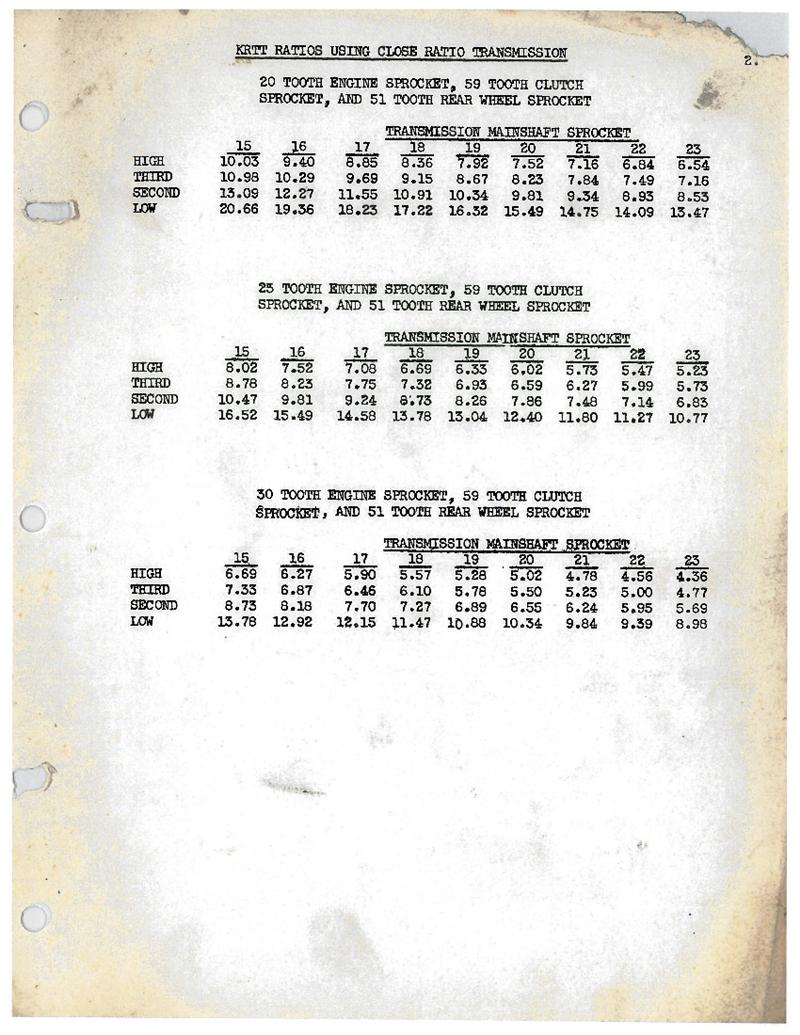 KRTT RATIOS USING CLOSE RATIO TRANSMISSION
2.
20 TOOTH ENGINE SPROCKET, 59 TOOTH CLUTCH
SPROCKET, AND 51 TOOTH REAR WHEEL SPROCKET
TRANSMISSION MAINSHAFT SPROCKET
15 16 17 18 19 20 21 22 23
HIGH 10.03 9.40 8.85 8.36 7.92 7.52 7.16 6.84 6.54
THIRD 10.98 10.29 9.69 9.15 8.67 8.23 7.84 7.49 7.16
SECOND 13.09 12.27 11.55 10.91 10.34 9.81 9.34 8.93 8.53
LOW 20.66 19.36 18.23 17.22 16.32 15.49 14.75 14.09 13.47
25 TOOTH ENGINE SPROCKET, 59 TOOTH CLUTCH
SPROCKET, AND 51 TOOTH REAR WHEEL SPROCKET
TRANSMISSION MAINSHAFT SPROCKET
15 16 17 18 19 20 21 22 23
HIGH 8.02 7.52 7.08 6.69 6.33 6.02 5.73 5.47 5.23
THIRD 8.78 8.23 7.75 7.32 6.93 6.59 6.27 5.99 5.73
SECOND 10.47 9.81 9.24 8.73 8.26 7.86 7.48 7.14 6.83
LOW 16.52 15.49 14.58 13.78 13.04 12.40 11.80 11.27 10.77
30 TOOTH ENGINE SPROCKET, 59 TOOTH CLUTCH
SPROCKET, AND 51 TOOTH REAR WHEEL SPROCKET
TRANSMISSION MAINSHAFT SPROCKET
15 16 17 18 19 20 21 22 23
HIGH 6.69 6.27 5.90 5.57 5.28 5.02 4.78 4.56 4.36
THIRD 7.33 6.87 6.46 6.10 5.78 5.50 5.23 5.00 4.77
SECOND 8.73 8.18 7.70 7.27 6.89 6.55 6.24 5.95 5.69
LOW 13.78 12.92 12.15 11.47 10.88 10.34 9.84 9.39 8.98